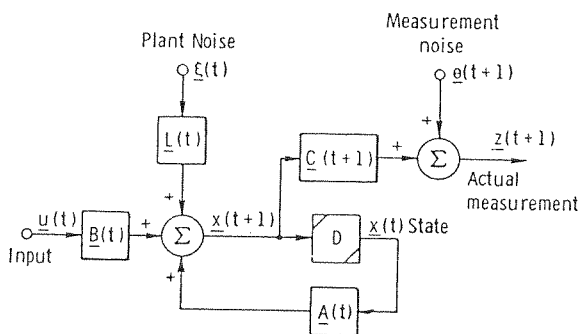 Plant Noise
ξ(t)
L(t)
Measurement
noise
θ(t+1)
+
+
C(t+1)
+
Σ
z(t+1)
Actual
measurement
u(t)
Input
B(t)
+
Σ
x(t+1)
D
x(t) State
+
A(t)